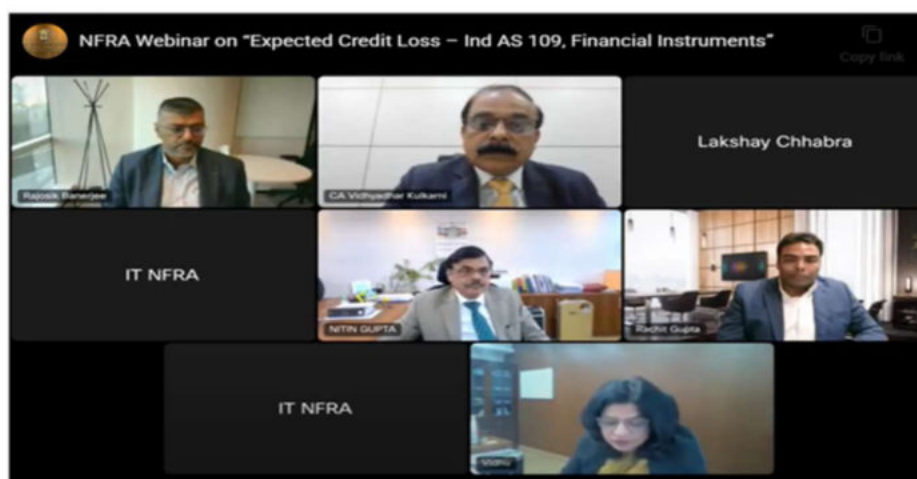 NFRA Webinar on “Expected Credit Loss – Ind AS 109, Financial Instruments”
Copy link
Rajosik Banerjee
CA Vidhyadhar Kulkarni
Lakshay Chhabra
IT NFRA
NITIN GUPTA
Rachit Gupta
IT NFRA
Vidhu